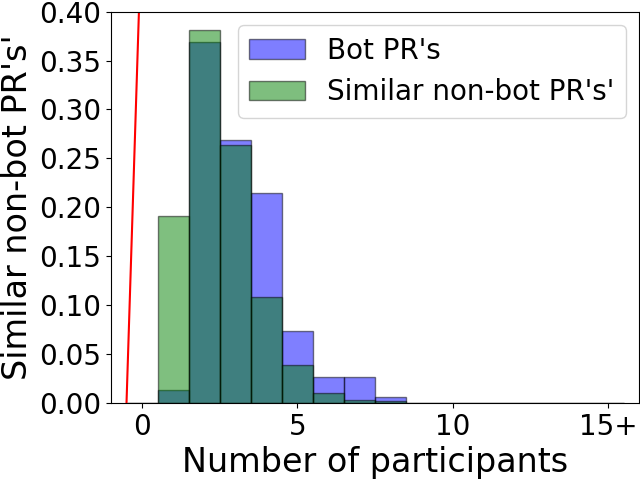 0.40
0.35
0.30
0.25
0.20
0.15
0.10
0.05
0.00
Similar non-bot PR's'
Bot PR's
Similar non-bot PR's'
0 5 10 15+
Number of participants